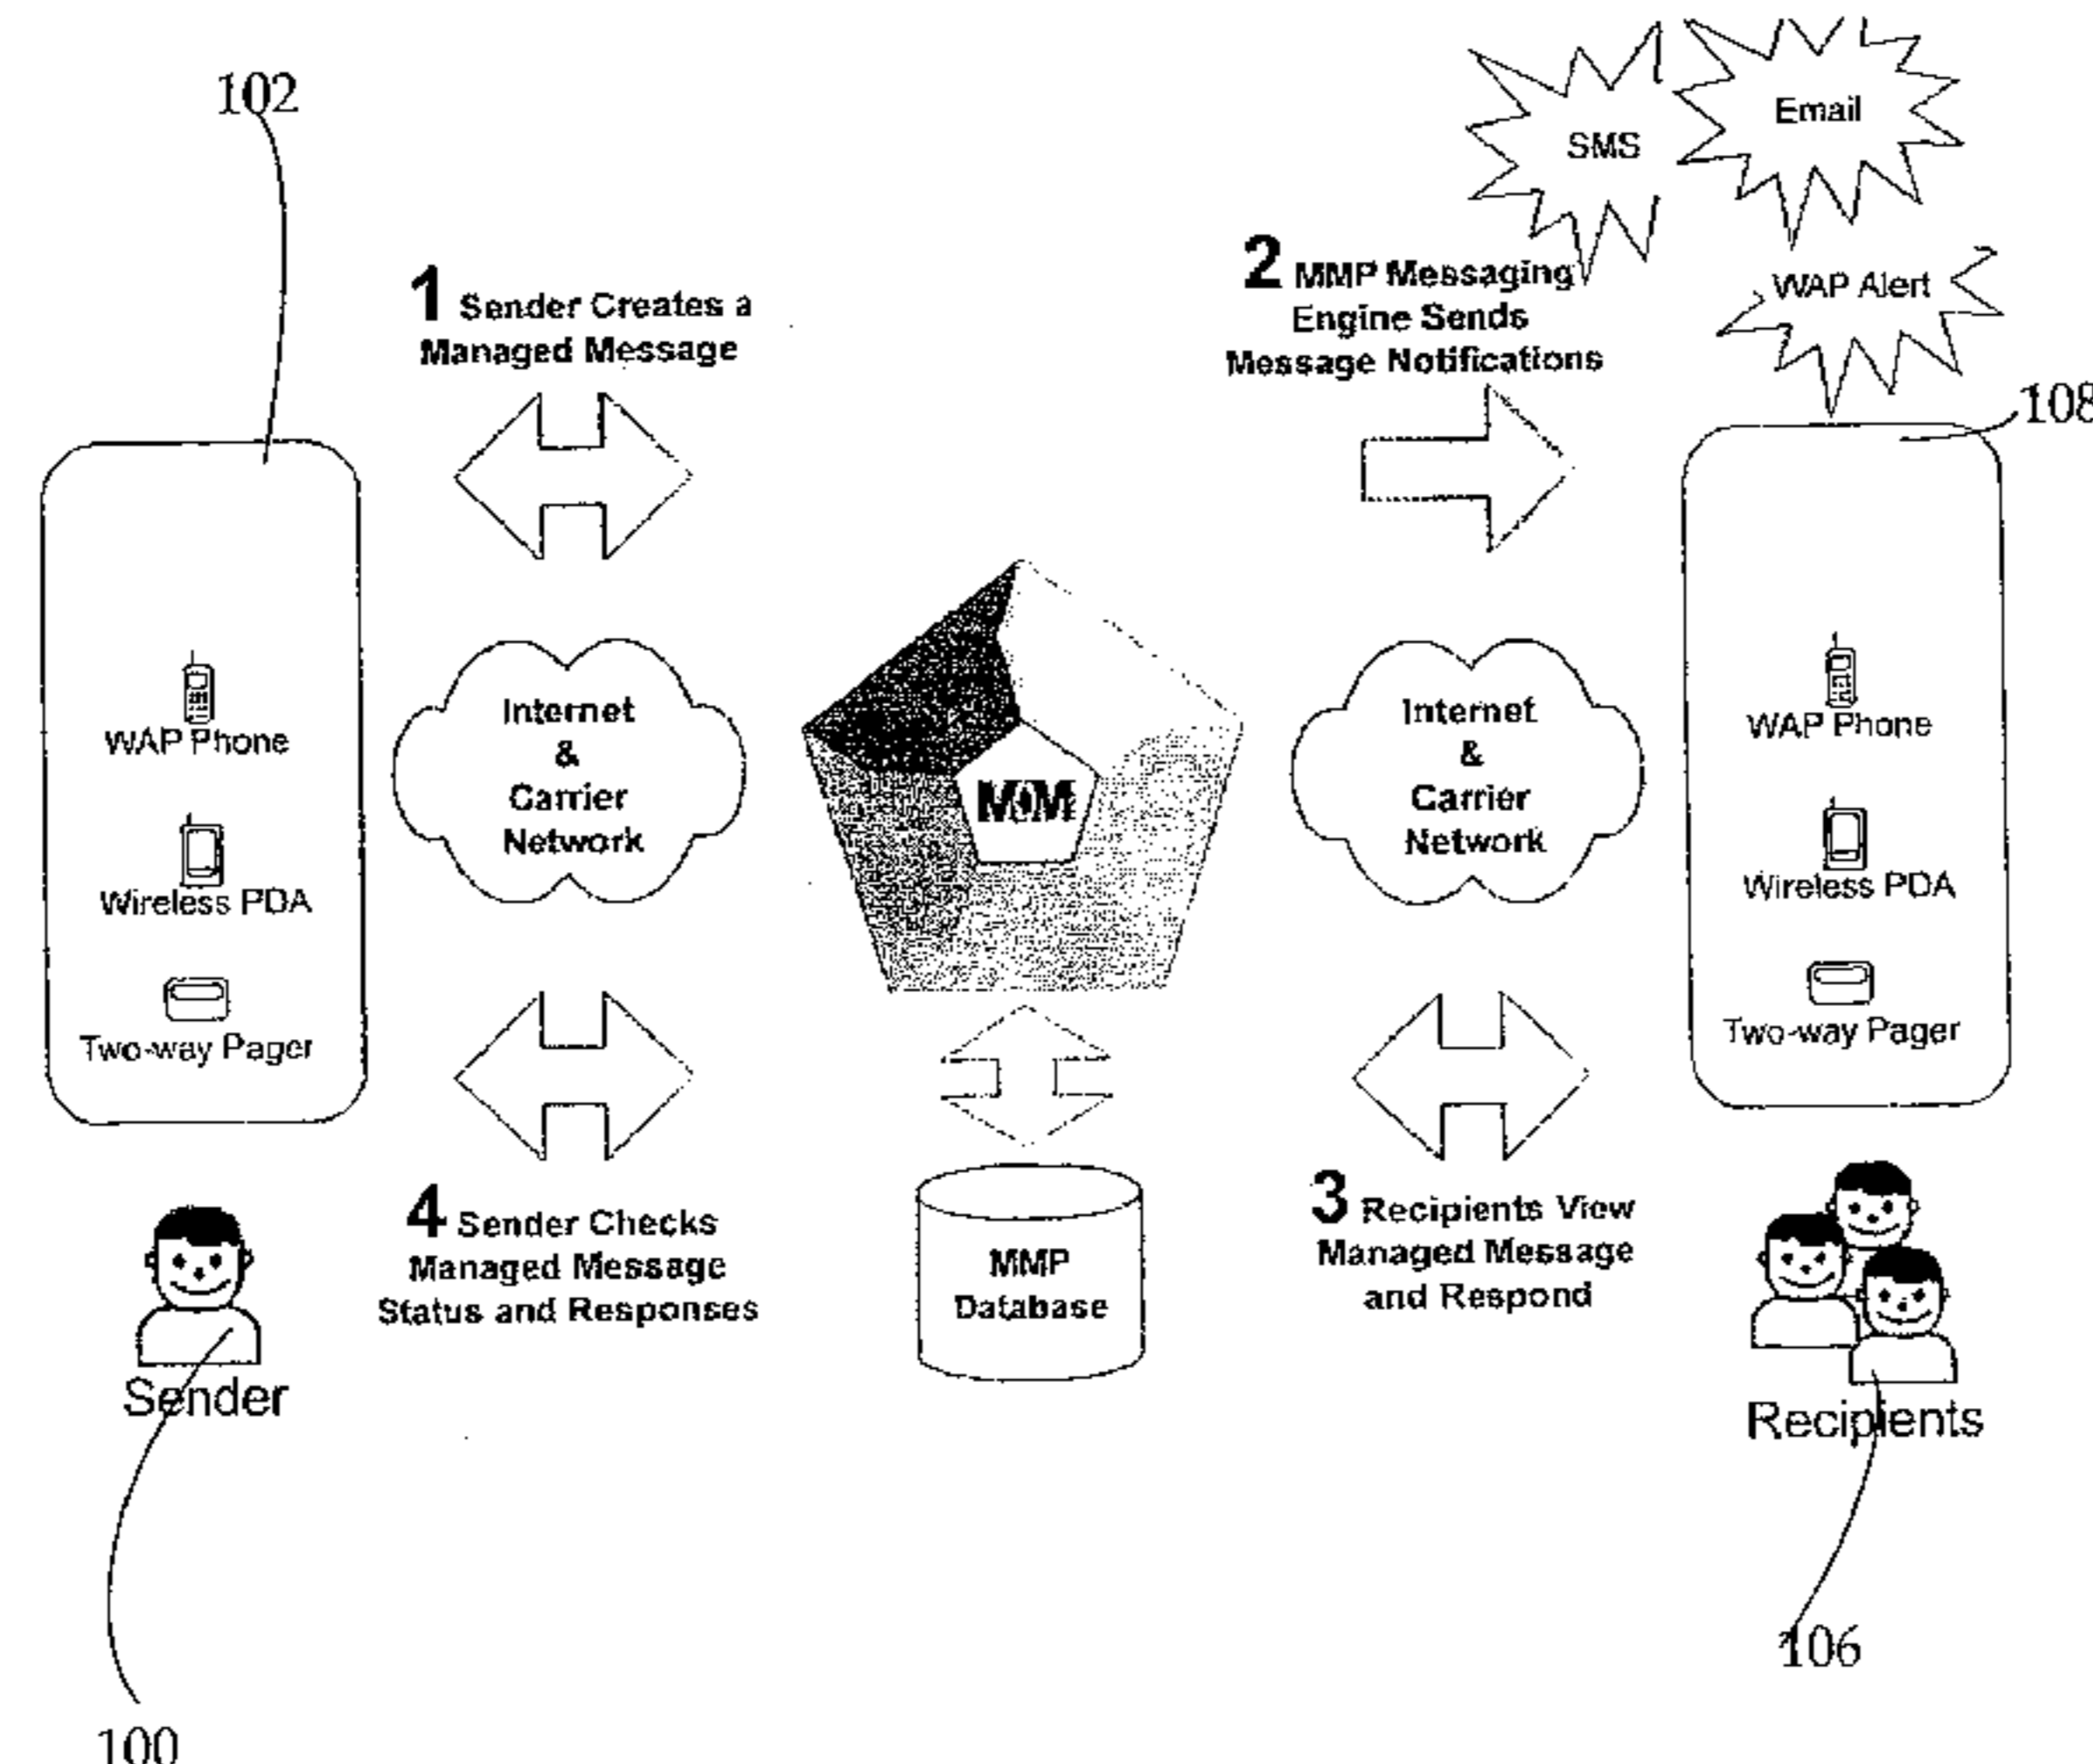 102
SMS
Email
1 Sender Creates a
Managed Message
2 MMP Messaging
Engine Sends
Message Notifications
WAP Alert
108
WAP Phone
Wireless PDA
Two-way Pager
Internet
&
Carrier
Network
Internet
&
Carrier
Network
WAP Phone
Wireless PDA
Two-way Pager
4 Sender Checks
Managed Message
Status and Responses
MMP
Database
3 Recipients View
Managed Message
and Respond
Sender
Recipients
106
100